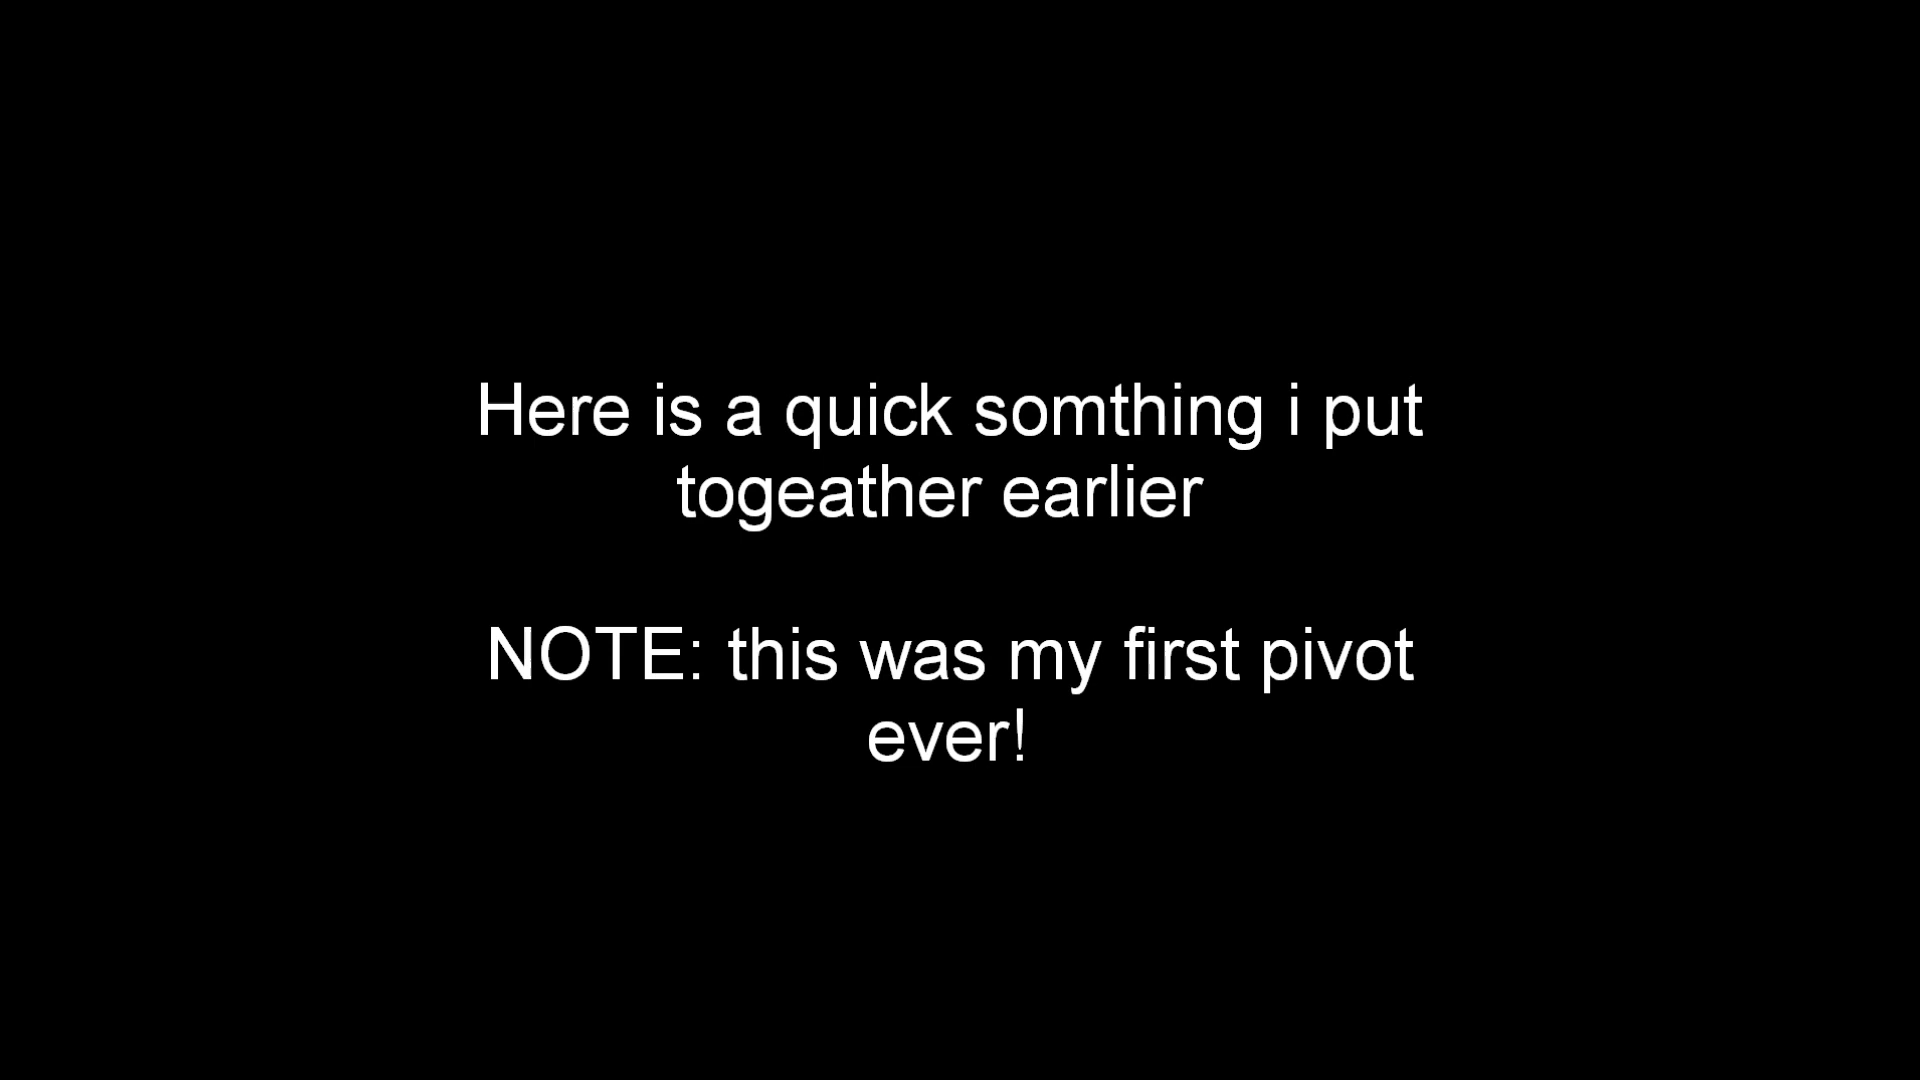 Here is a quick somthing i put
togeather earlier
NOTE: this was my first pivot
ever!